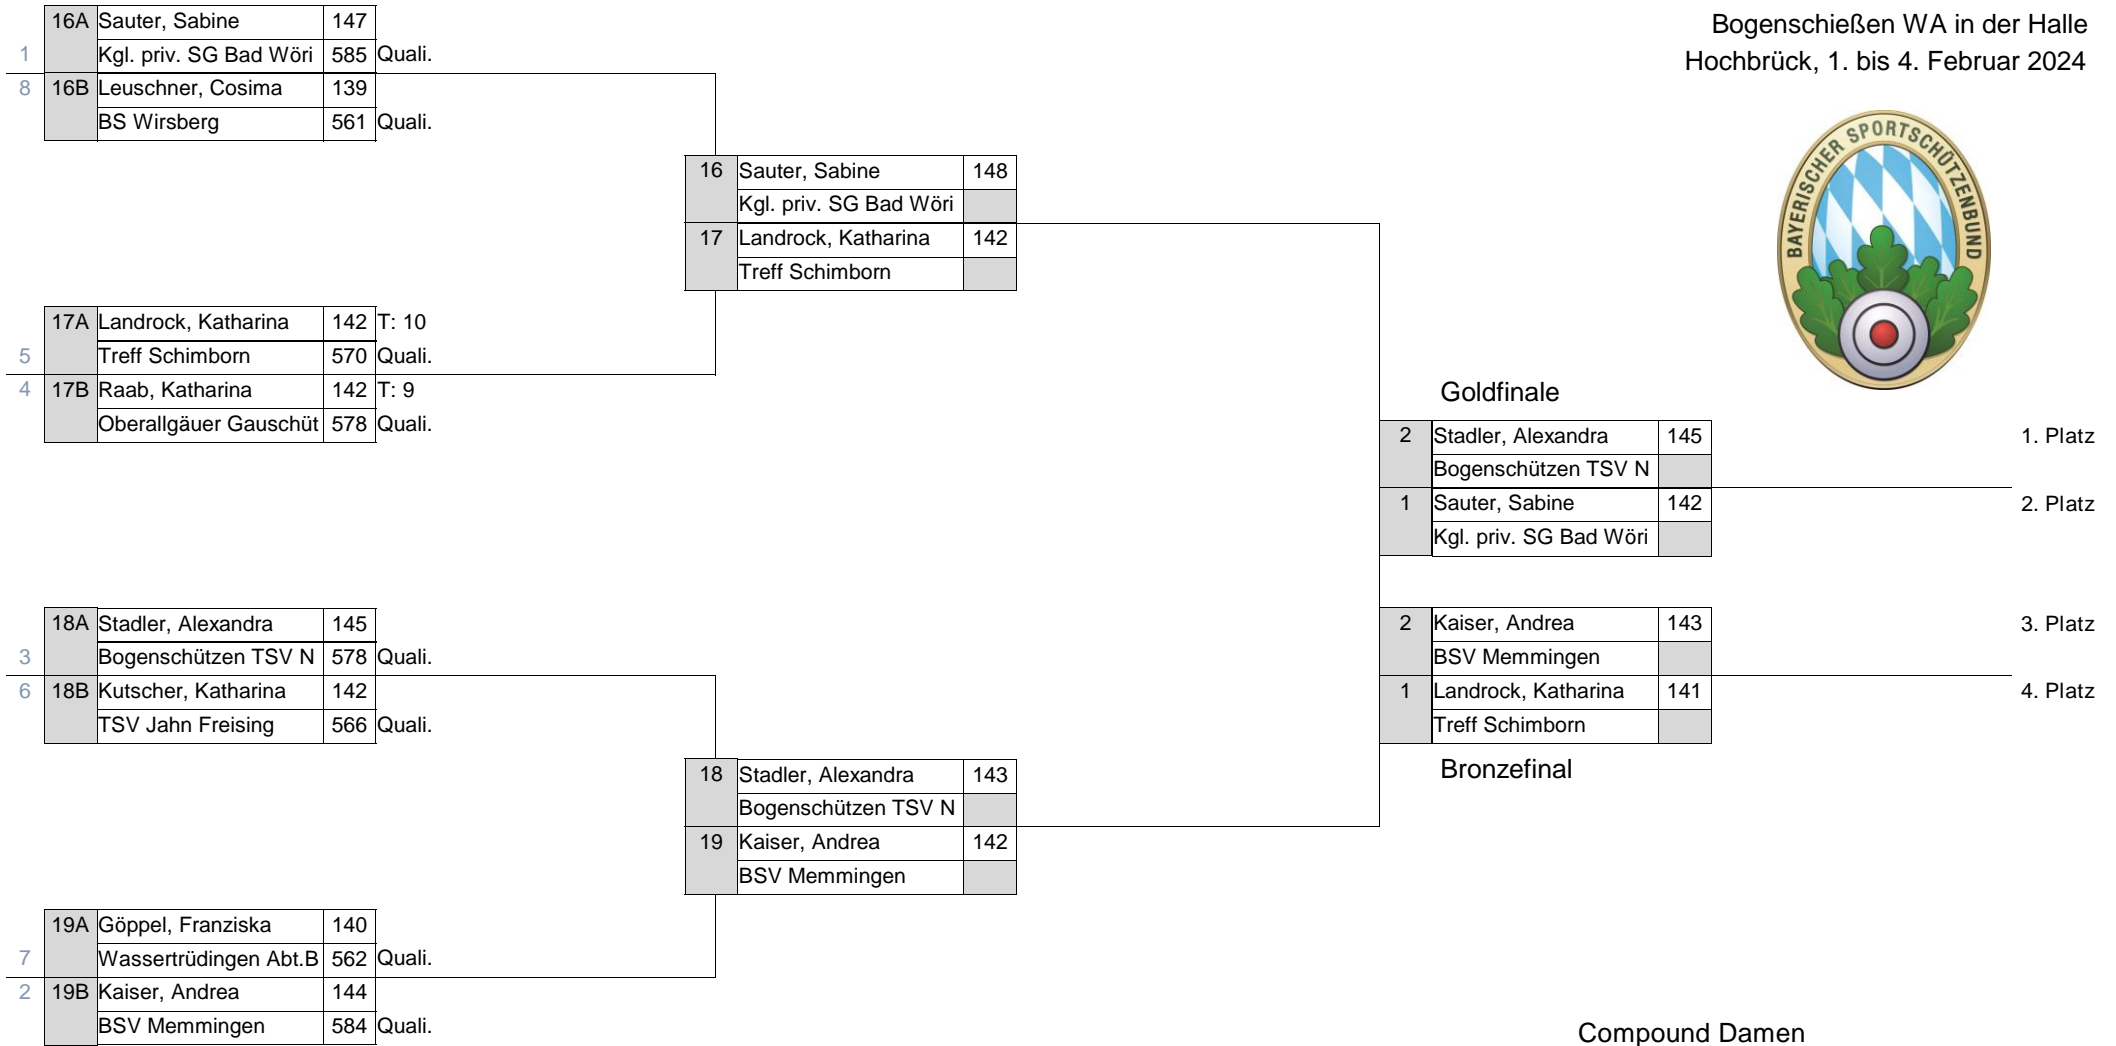 Bogenschießen WA in der Halle
Hochbrück, 1. bis 4. Februar 2024
BAYERISCHER SPORTSCHÜTZENBUND
16A Sauter, Sabine 147
1 Kgl. priv. SG Bad Wöri 585 Quali.
8 16B Leuschner, Cosima 139
BS Wirsberg 561 Quali.
16 Sauter, Sabine 148
Kgl. priv. SG Bad Wöri
17 Landrock, Katharina 142
Treff Schimborn
17A Landrock, Katharina 142 T: 10
5 Treff Schimborn 570 Quali.
4 17B Raab, Katharina 142 T: 9
Oberallgäuer Gauschüt 578 Quali.
Goldfinale
2 Stadler, Alexandra 145 1. Platz
Bogenschützen TSV N
1 Sauter, Sabine 142 2. Platz
Kgl. priv. SG Bad Wöri
18A Stadler, Alexandra 145
3 Bogenschützen TSV N 578 Quali.
6 18B Kutscher, Katharina 142
TSV Jahn Freising 566 Quali.
2 Kaiser, Andrea 143 3. Platz
BSV Memmingen
1 Landrock, Katharina 141 4. Platz
Treff Schimborn
Bronzefinal
18 Stadler, Alexandra 143
Bogenschützen TSV N
19 Kaiser, Andrea 142
BSV Memmingen
19A Göppel, Franziska 140
7 Wassertrüdingen Abt.B 562 Quali.
2 19B Kaiser, Andrea 144
BSV Memmingen 584 Quali.
Compound Damen